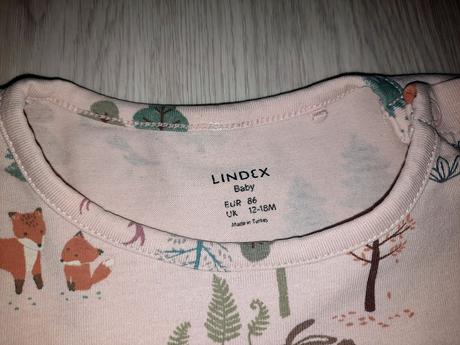 LINDEX
Baby
EUR 86
UK 12-18M
Made in Turkey